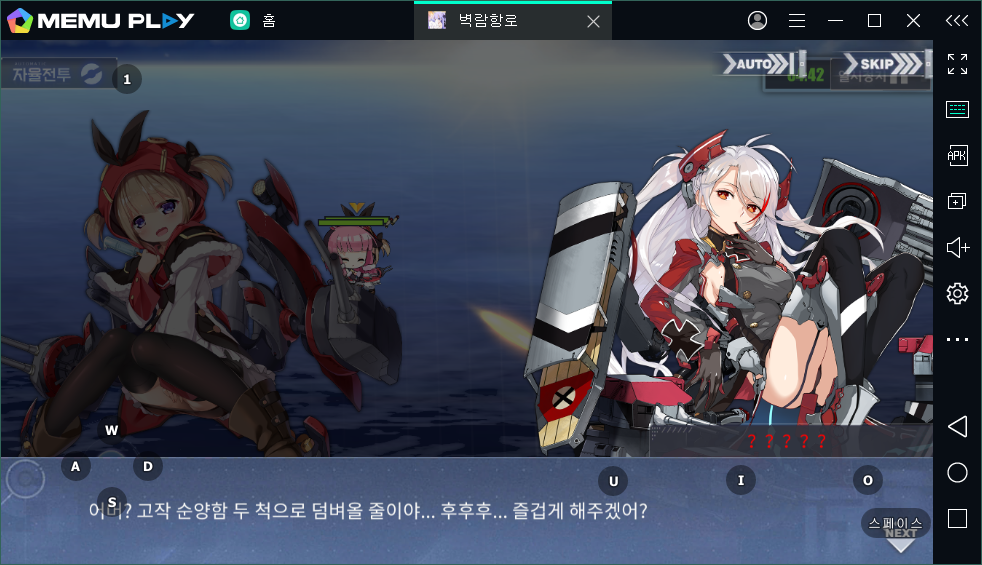 MEMU PLAY
홈
벽람항로
자율전투
1
AUTO
SKIP
APK
W
A
D
S
U
I
O
? ? ? ? ?
고작 순양함 두 척으로 덤벼올 줄이야... 후후후... 즐겁게 해주겠어?
스페이스
NEXT